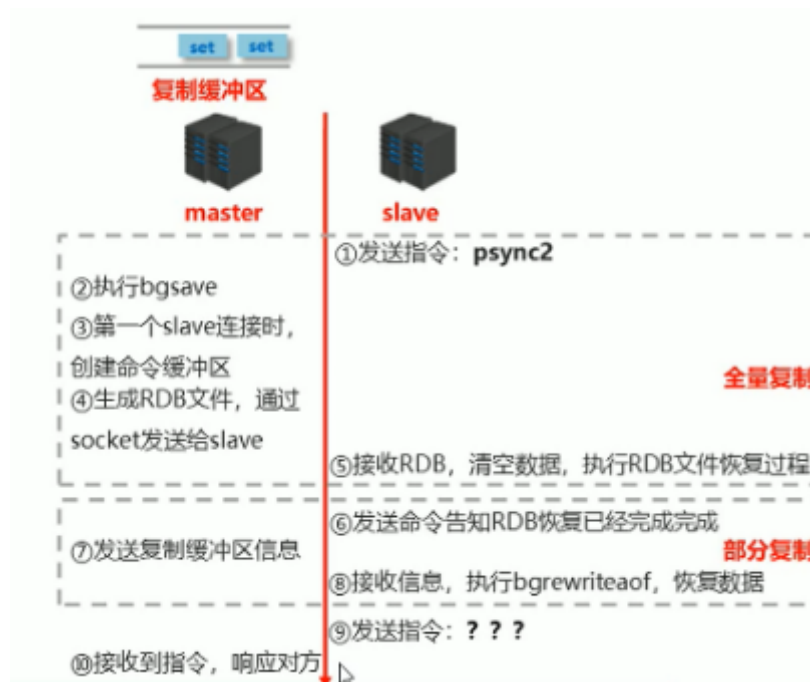 set set
复制缓冲区
master slave
①发送指令：psync2
②执行bgsave
③第一个slave连接时，
创建命令缓冲区
全量复制
④生成RDB文件，通过
socket发送给slave
⑤接收RDB，清空数据，执行RDB文件恢复过程
⑥发送命令告知RDB恢复已经完成完成
⑦发送复制缓冲区信息
部分复制
⑧接收信息，执行bgrewriteaof，恢复数据
⑨发送指令：？？？
⑩接收到指令，响应对方